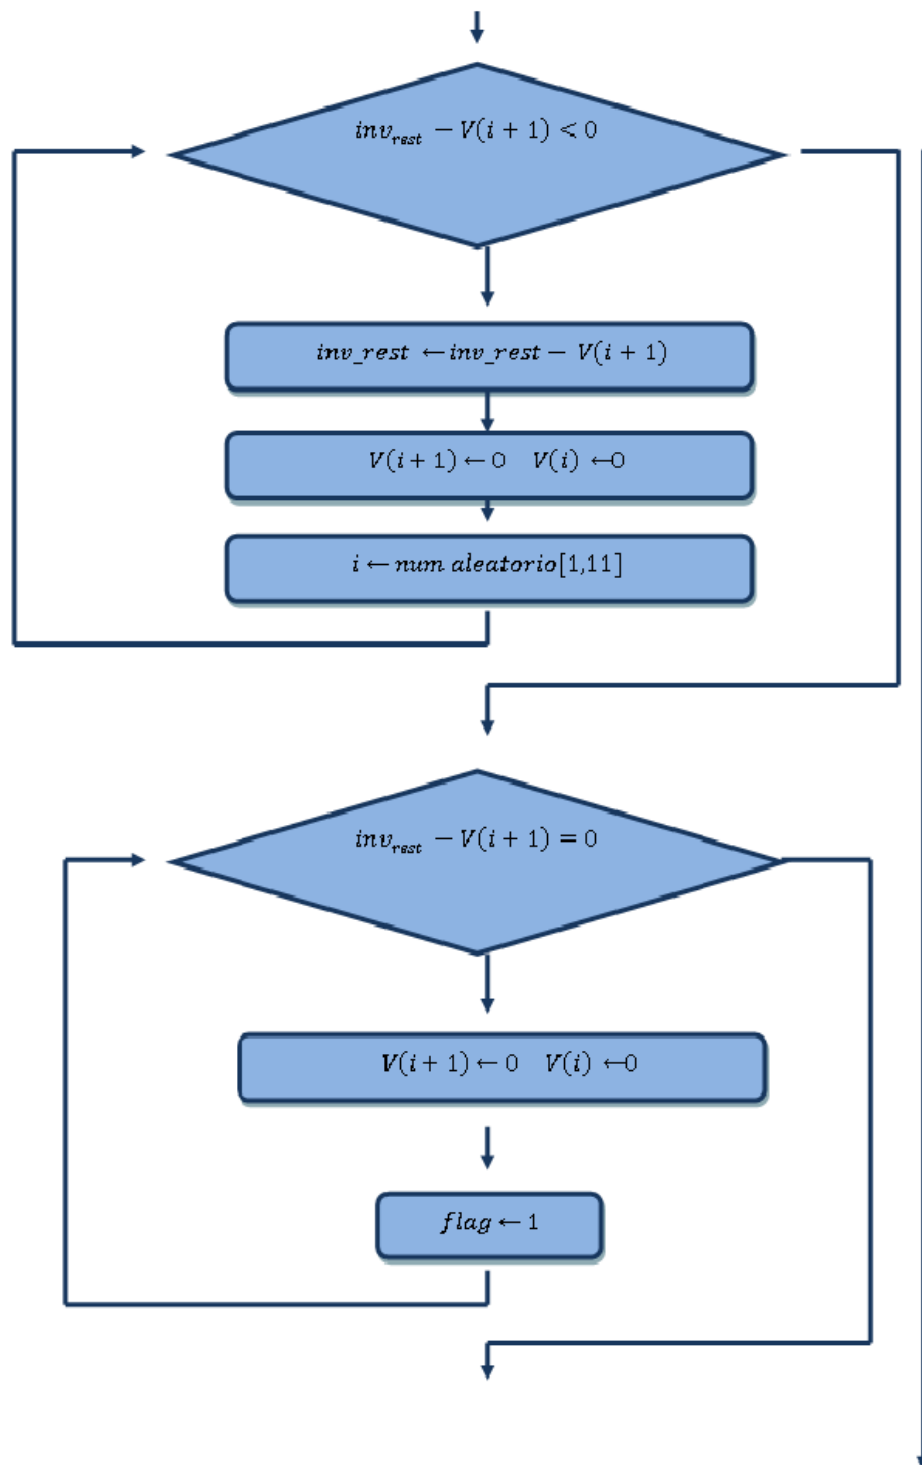 inv_rest − V(i + 1) < 0
inv_rest ← inv_rest − V(i + 1)
V(i + 1) ← 0 V(i) ← 0
i ← num aleatorio[1,11]
inv_rest − V(i + 1) = 0
V(i + 1) ← 0 V(i) ← 0
flag ← 1